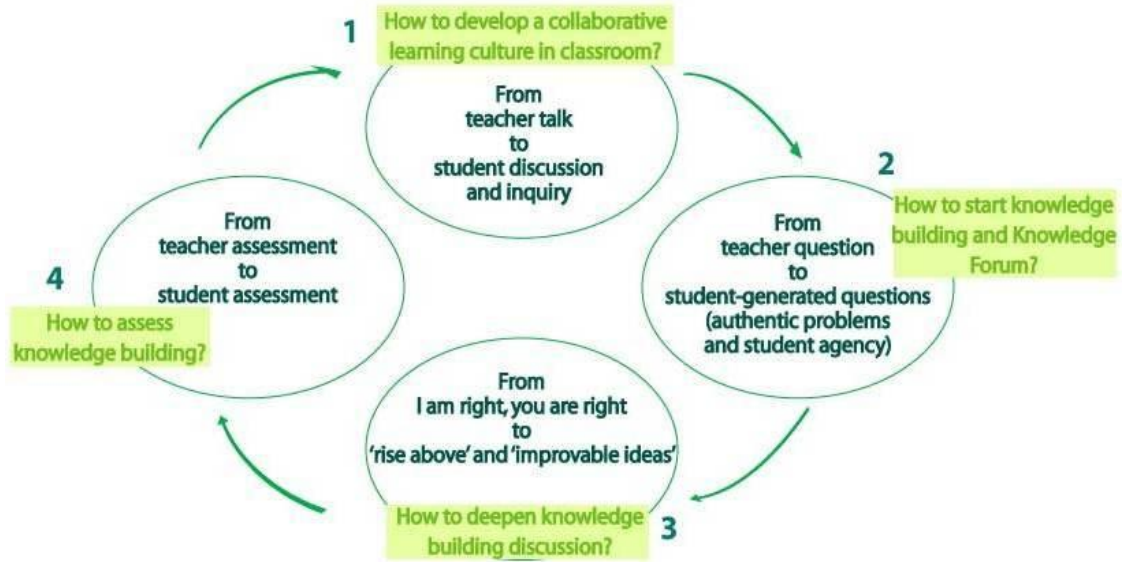 1
How to develop a collaborative
learning culture in classroom?
From
teacher talk
to
student discussion
and inquiry
2
How to start knowledge
building and Knowledge
Forum?
From
teacher question
to
student-generated questions
(authentic problems
and student agency)
3
From
I am right, you are right
to
'rise above' and 'improvable ideas'
How to deepen knowledge
building discussion?
4
From
teacher assessment
to
student assessment
How to assess
knowledge building?